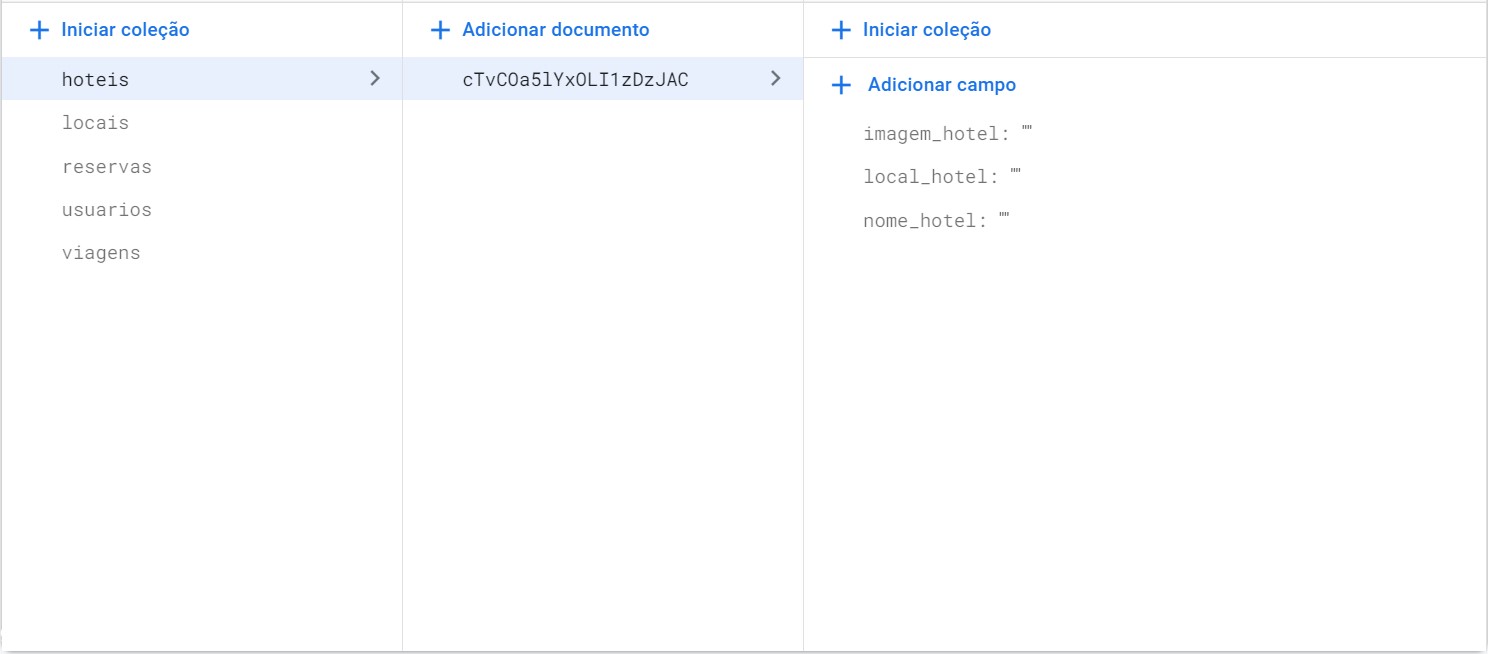 Iniciar coleção
hoteis
locais
reservas
usuarios
viagens
Adicionar documento
cTvCOa5lYxOLI1zDzJAC
Iniciar coleção
Adicionar campo
imagem_hotel: ""
local_hotel: ""
nome_hotel: ""